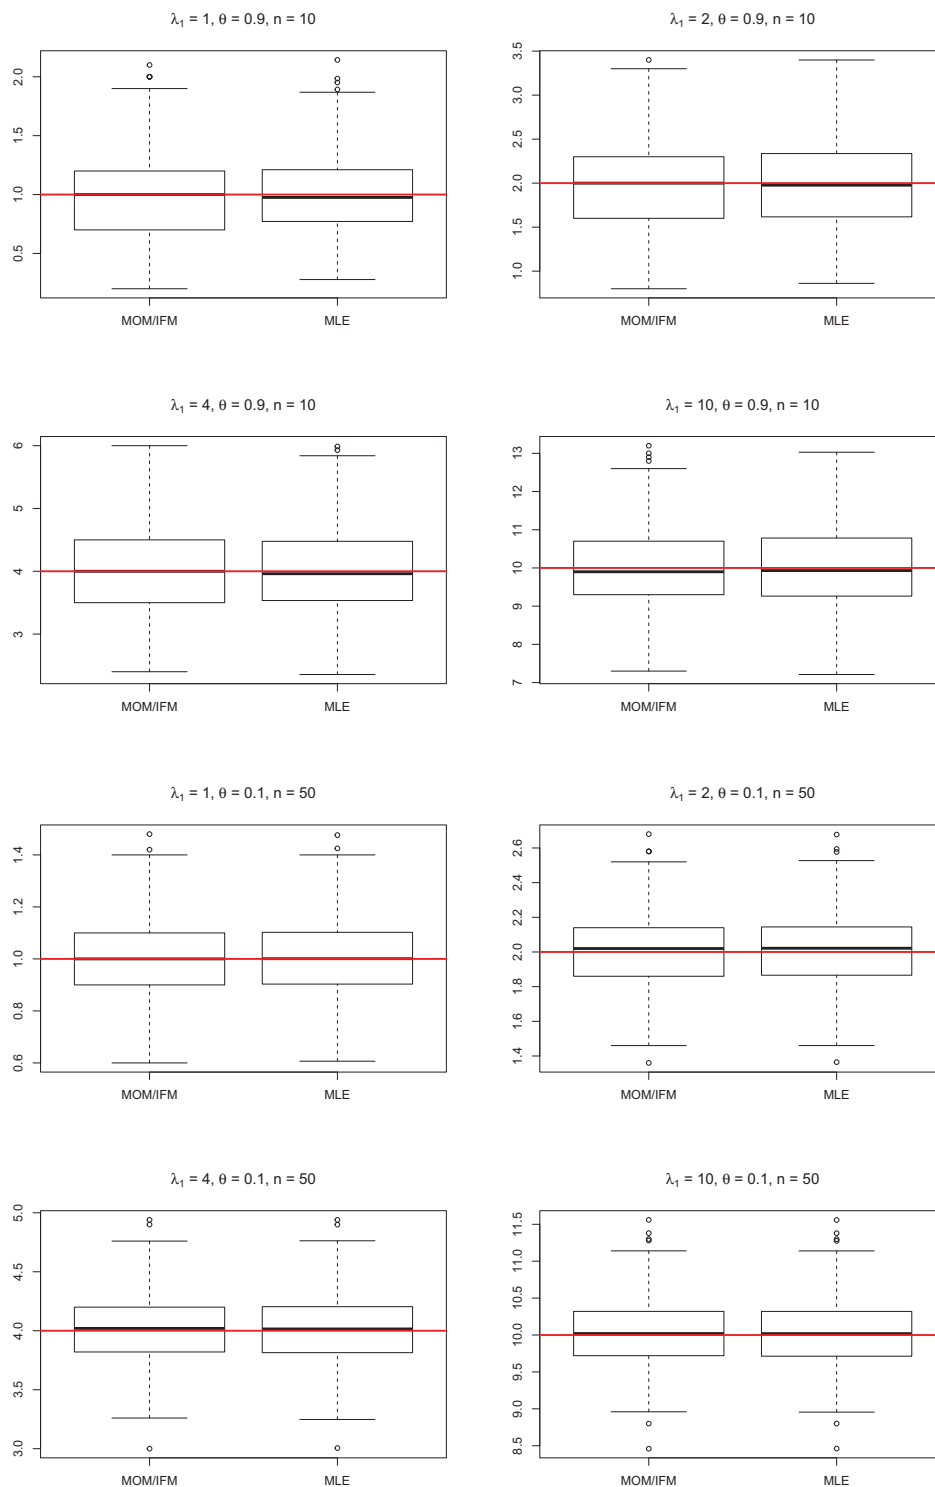 λ₁ = 1, θ = 0.9, n = 10
2.0
1.5
1.0
0.5
MOM/IFM MLE
λ₁ = 2, θ = 0.9, n = 10
3.5
3.0
2.5
2.0
1.5
1.0
MOM/IFM MLE
λ₁ = 4, θ = 0.9, n = 10
6
5
4
3
MOM/IFM MLE
λ₁ = 10, θ = 0.9, n = 10
13
12
11
10
9
8
7
MOM/IFM MLE
λ₁ = 1, θ = 0.1, n = 50
1.4
1.2
1.0
0.8
0.6
MOM/IFM MLE
λ₁ = 2, θ = 0.1, n = 50
2.6
2.4
2.2
2.0
1.8
1.6
1.4
MOM/IFM MLE
λ₁ = 4, θ = 0.1, n = 50
5.0
4.5
4.0
3.5
3.0
MOM/IFM MLE
λ₁ = 10, θ = 0.1, n = 50
11.5
11.0
10.5
10.0
9.5
9.0
8.5
MOM/IFM MLE